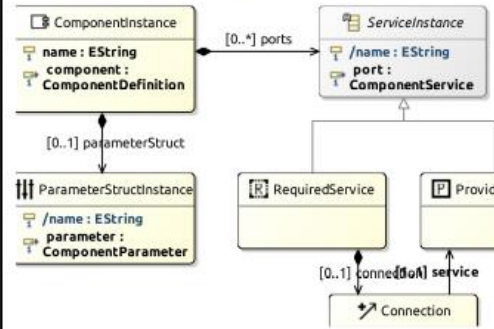 ComponentInstance
name : EString
component :
ComponentDefinition
[0..*] ports
ServiceInstance
/name : EString
port :
ComponentService
[0..1] parameterStruct
ParameterStructInstance
/name : EString
parameter :
ComponentParameter
RequiredService
Provid
[0..1] connection
service
Connection